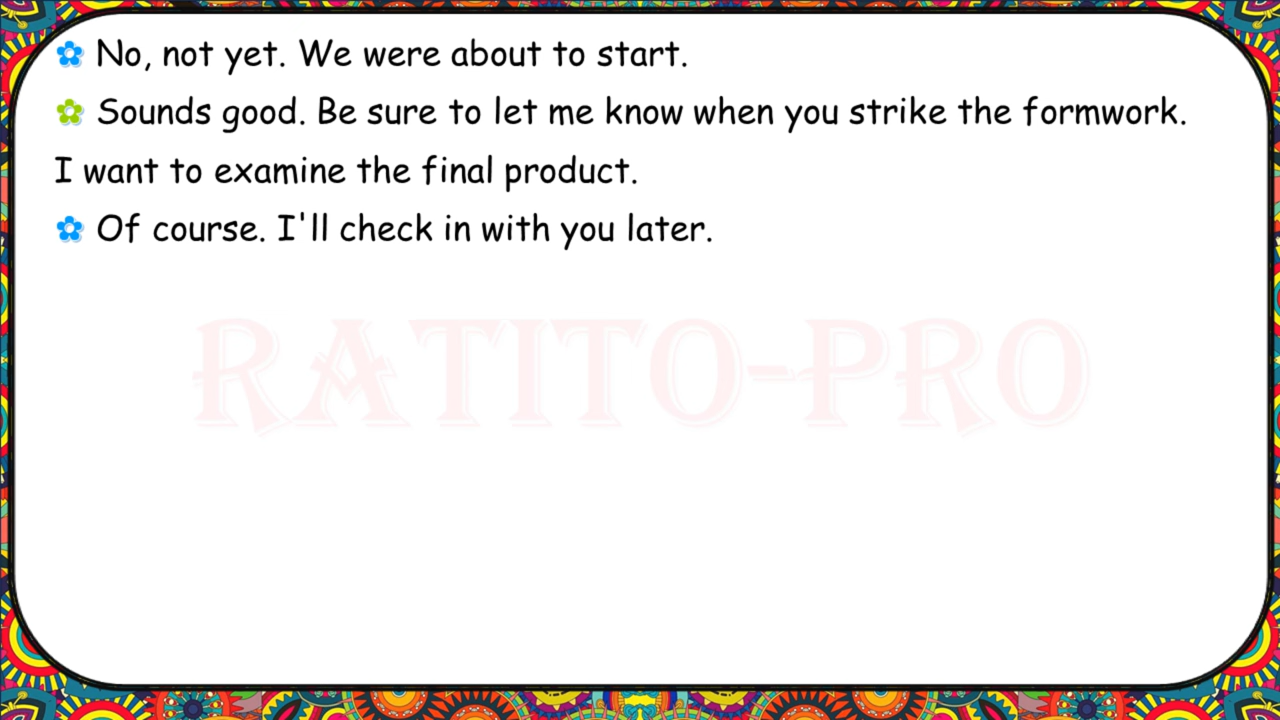 No, not yet. We were about to start.
Sounds good. Be sure to let me know when you strike the formwork.
I want to examine the final product.
Of course. I'll check in with you later.
RATITO-PRO